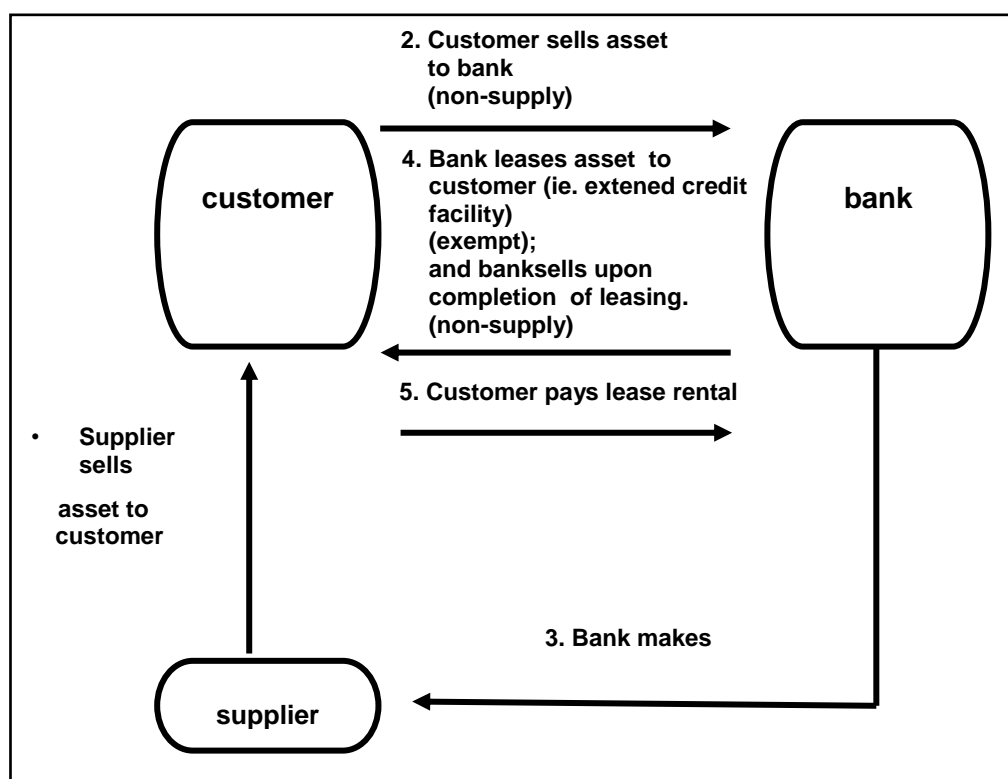 2. Customer sells asset
to bank
(non-supply)
customer
4. Bank leases asset to
customer (ie. extened credit
facility)
(exempt);
and banksells upon
completion of leasing.
(non-supply)
bank
5. Customer pays lease rental
• Supplier
sells
asset to
customer
3. Bank makes
supplier